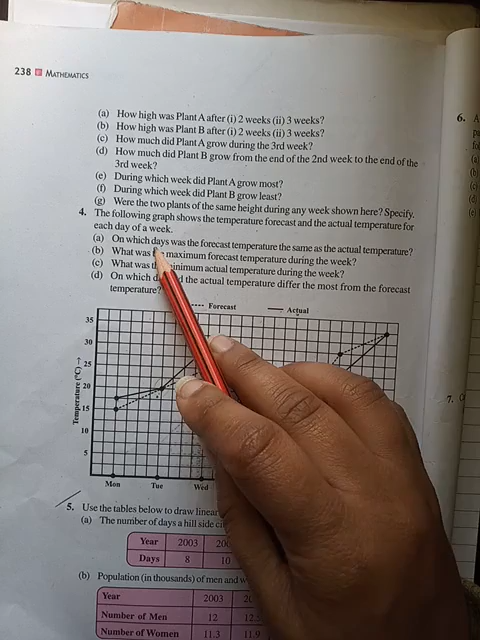 238 MATHEMATICS
(a) How high was Plant A after (i) 2 weeks (ii) 3 weeks?
(b) How high was Plant B after (i) 2 weeks (ii) 3 weeks?
(c) How much did Plant A grow during the 3rd week?
(d) How much did Plant B grow from the end of the 2nd week to the end of the
3rd week?
(e) During which week did Plant A grow most?
(f) During which week did Plant B grow least?
(g) Were the two plants of the same height during any week shown here? Specify.
4. The following graph shows the temperature forecast and the actual temperature for
each day of a week.
(a) On which days was the forecast temperature the same as the actual temperature?
(b) What was maximum forecast temperature during the week?
(c) What was minimum actual temperature during the week?
(d) On which the actual temperature differ the most from the forecast
temperature?
Forecast Actual
35
30
25
20
15
10
5
Temperature (°C) →
Mon Tue Wed
5. Use the tables below to draw linear
(a) The number of days a hill side
Year 2003
Days 8 10
(b) Population (in thousands) of men and
Year 2003
Number of Men 12
Number of Women 11.3 11.9
6.
7.